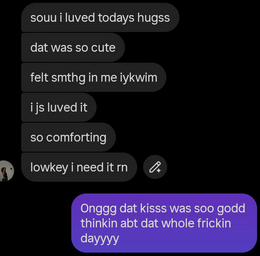 souu i luved todays hugss
dat was so cute
felt smthg in me iykwim
i js luved it
so comforting
lowkey i need it rn
Onggg dat kisss was soo godd
thinkin abt dat whole frickin
dayyyy